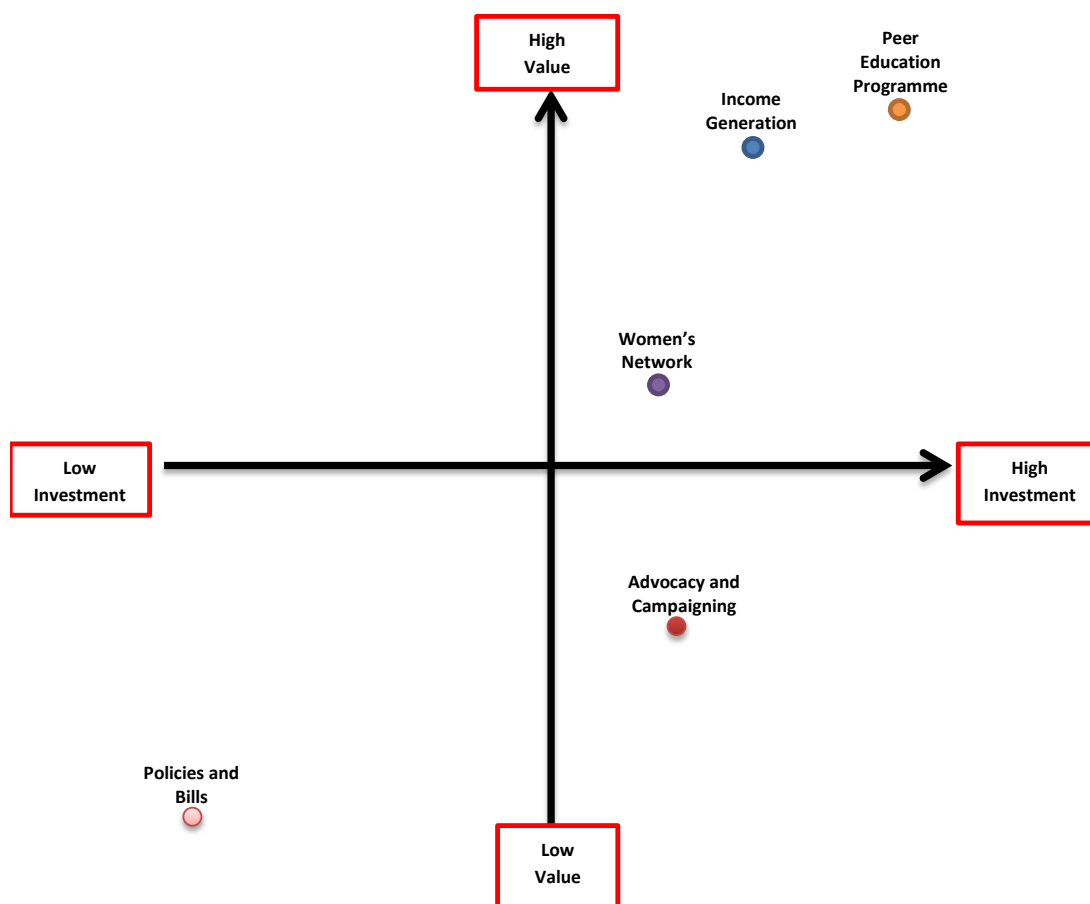 High
Value
Peer
Education
Programme
Income
Generation
Women’s
Network
Low
Investment
High
Investment
Advocacy and
Campaigning
Policies and
Bills
Low
Value